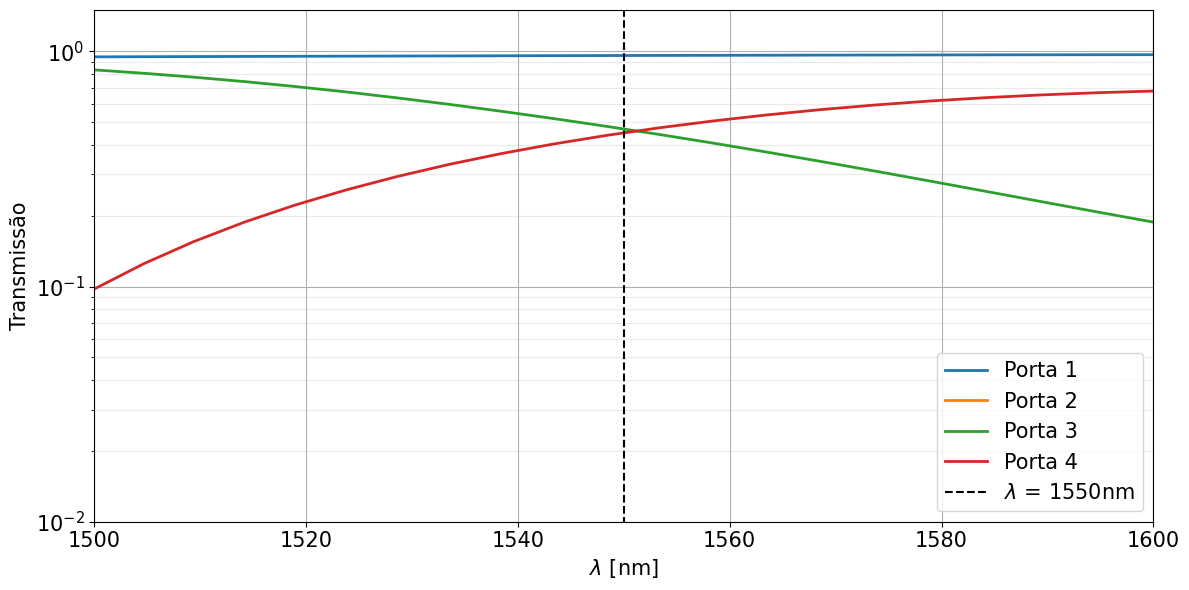 Transmissão
10^0
10^-1
10^-2
1500
1520
1540
1560
1580
1600
λ [nm]
Porta 1
Porta 2
Porta 3
Porta 4
λ = 1550nm